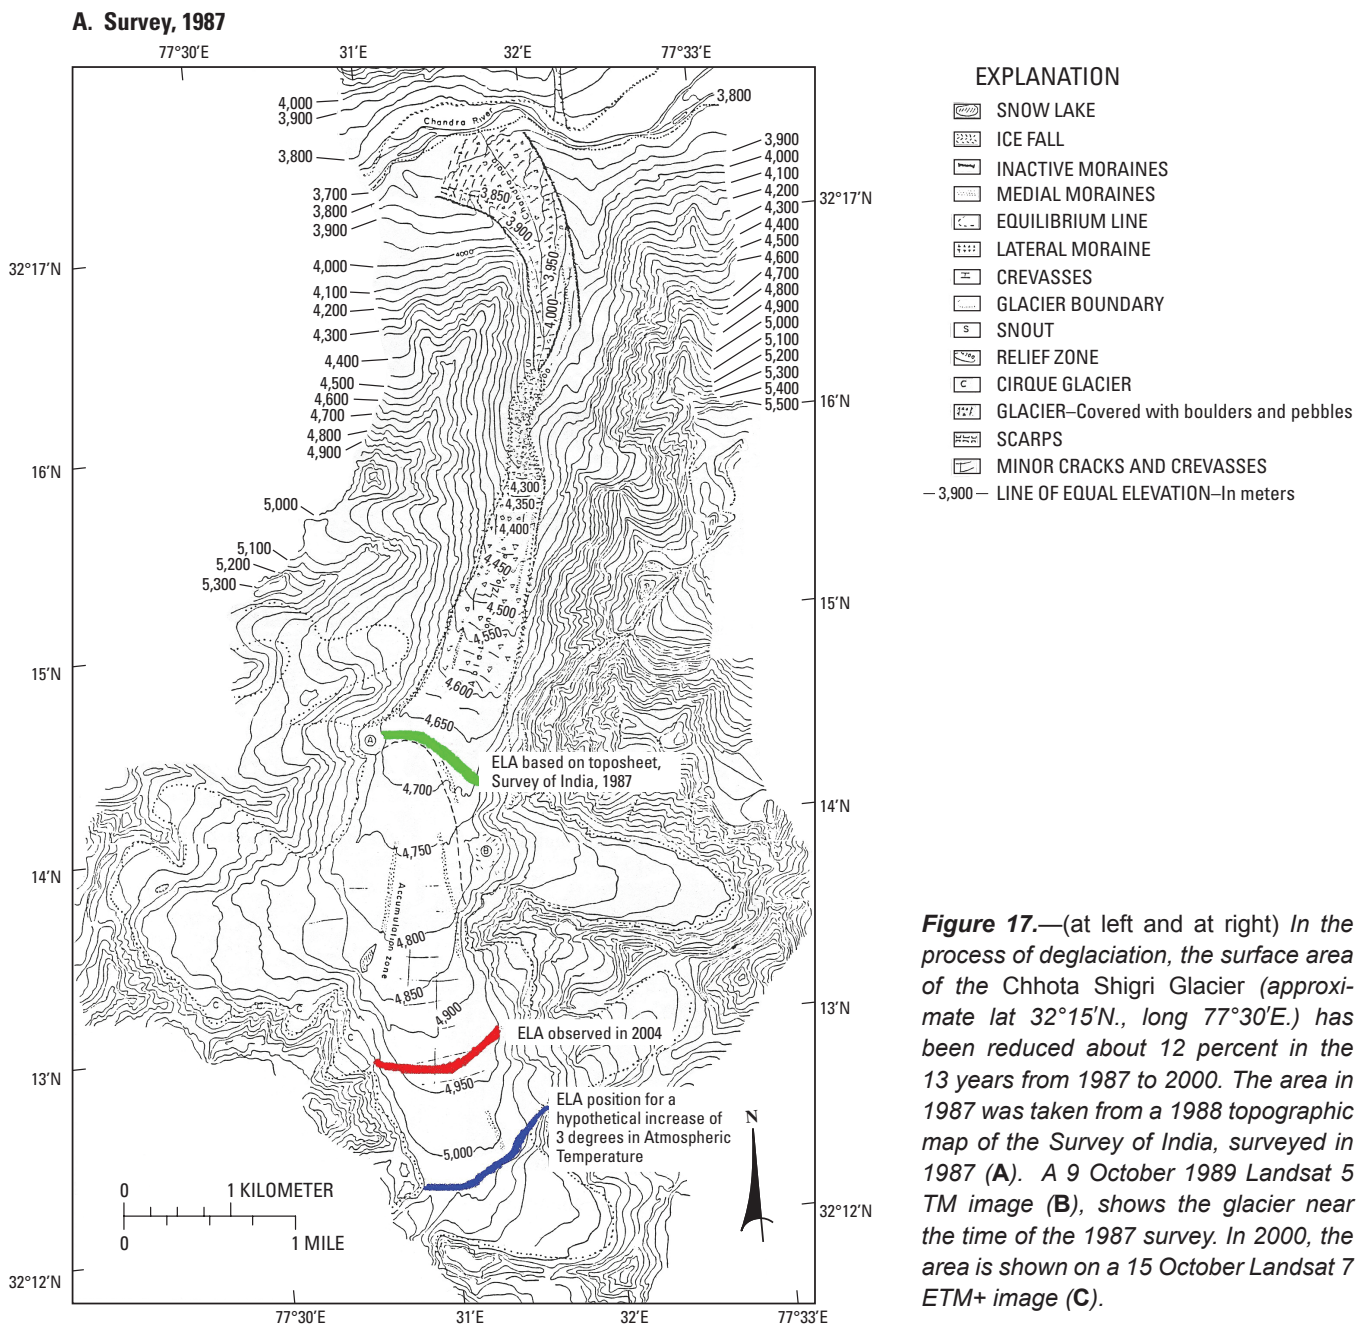 A. Survey, 1987
77°30′E
31′E
32′E
77°33′E
4,000
3,900
3,800
3,700
3,800
3,900
4,000
4,100
4,200
4,300
4,400
4,500
4,600
4,700
4,800
4,900
5,000
5,100
5,200
5,300
3,800
3,900
4,000
4,100
4,200
4,300
4,400
4,500
4,600
4,700
4,800
4,900
5,000
5,100
5,200
5,300
5,400
5,500
32°17′N
16′N
15′N
14′N
13′N
32°12′N
32°17′N
16′N
15′N
14′N
13′N
32°12′N
Chandra River
3,850
3,900
3,950
4,000
4000
S
4,300
4,350
4,400
4,450
4,500
4,550
4,600
4,650
A
ELA based on toposheet,
Survey of India, 1987
4,700
4,750
B
Accumulation zone
4,800
4,850
4,900
C
C
C
ELA observed in 2004
4,950
ELA position for a
hypothetical increase of
3 degrees in Atmospheric
Temperature
5,000
N
0 1 KILOMETER
0 1 MILE
77°30′E
31′E
32′E
77°33′E
EXPLANATION
SNOW LAKE
ICE FALL
INACTIVE MORAINES
MEDIAL MORAINES
EQUILIBRIUM LINE
LATERAL MORAINE
CREVASSES
GLACIER BOUNDARY
S SNOUT
RELIEF ZONE
C CIRQUE GLACIER
GLACIER–Covered with boulders and pebbles
SCARPS
MINOR CRACKS AND CREVASSES
—3,900— LINE OF EQUAL ELEVATION–In meters
Figure 17.—(at left and at right) In the
process of deglaciation, the surface area
of the Chhota Shigri Glacier (approxi-
mate lat 32°15′N., long 77°30′E.) has
been reduced about 12 percent in the
13 years from 1987 to 2000. The area in
1987 was taken from a 1988 topographic
map of the Survey of India, surveyed in
1987 (A). A 9 October 1989 Landsat 5
TM image (B), shows the glacier near
the time of the 1987 survey. In 2000, the
area is shown on a 15 October Landsat 7
ETM+ image (C).